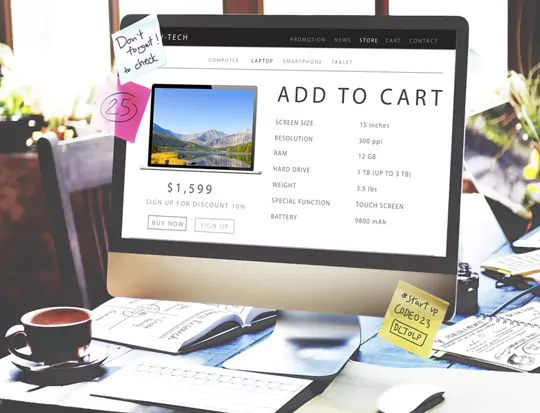 Don't
forget!
to check
25
V-TECH
PROMOTION NEWS STORE CART CONTACT
COMPUTER LAPTOP SMARTPHONE TABLET
ADD TO CART
SCREEN SIZE 15 inches
RESOLUTION 300 ppi
RAM 12 GB
HARD DRIVE 1 TB (UP TO 3 TB)
WEIGHT 3.5 lbs
SPECIAL FUNCTION TOUCH SCREEN
BATTERY 9800 mAh
$1,599
SIGN UP FOR DISCOUNT 10%
BUY NOW SIGN UP
@start up
CODE023
DLTOLP